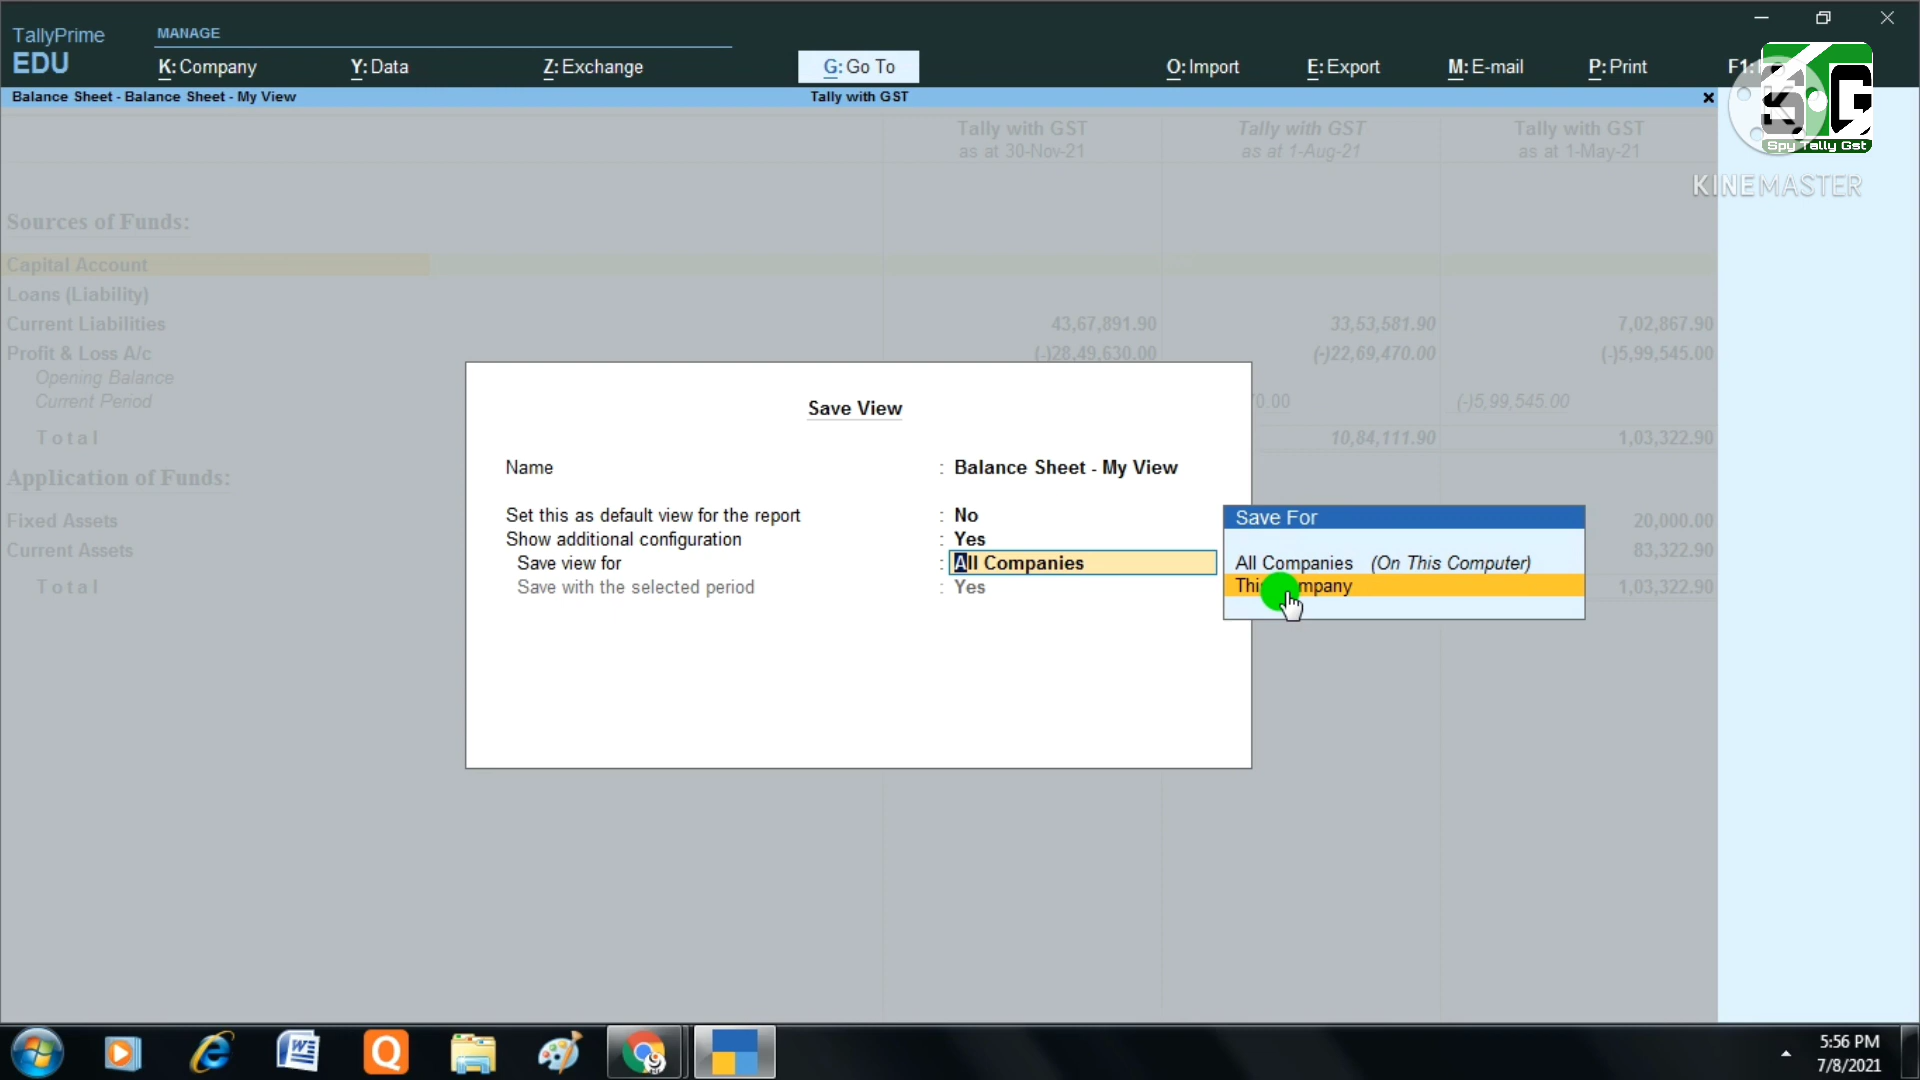 TallyPrime
EDU
MANAGE
K: Company Y: Data Z: Exchange G: Go To O: Import E: Export M: E-mail P: Print F1:
Balance Sheet - Balance Sheet - My View Tally with GST
Spy Tally Gst
KINEMASTER
Tally with GST Tally with GST Tally with GST
as at 30-Nov-21 as at 1-Aug-21 as at 1-May-21
Sources of Funds:
Capital Account
Loans (Liability)
Current Liabilities 43,67,891.90 33,53,581.90 7,02,867.90
Profit & Loss A/c (-)28,49,630.00 (-)22,69,470.00 (-)5,99,545.00
Opening Balance
Current Period 0.00 (-)5,99,545.00
Total 10,84,111.90 1,03,322.90
Application of Funds:
Fixed Assets 20,000.00
Current Assets 83,322.90
Total 1,03,322.90
Save View
Name : Balance Sheet - My View
Set this as default view for the report : No
Show additional configuration : Yes
Save view for : All Companies
Save with the selected period : Yes
Save For
All Companies (On This Computer)
5:56 PM
7/8/2021